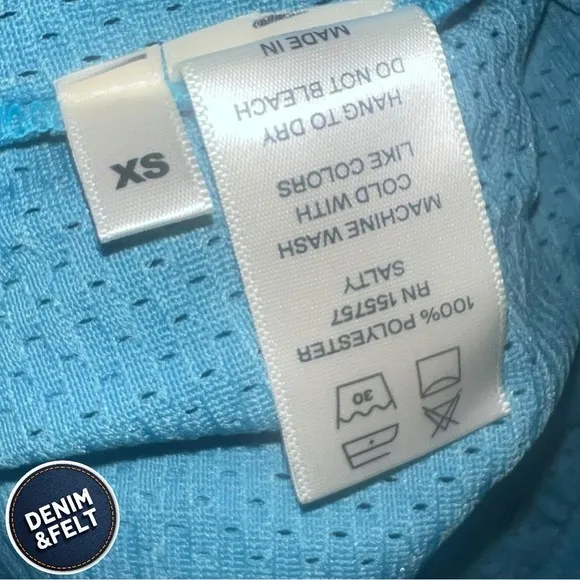 XS
100% POLYESTER
RN 155757
SALTY
MACHINE WASH
COLD WITH
LIKE COLORS
HANG TO DRY
DO NOT BLEACH
MADE IN
30
DENIM
&FELT